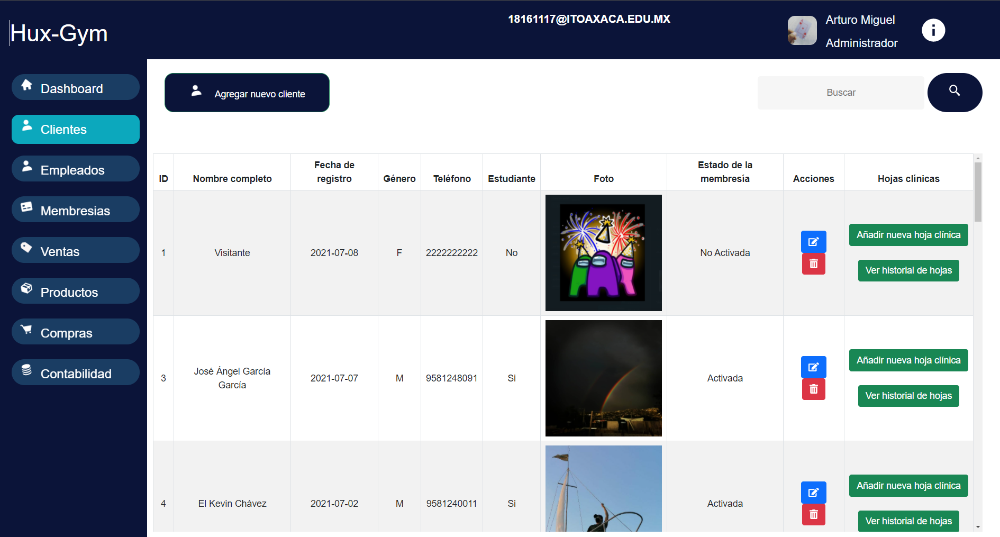 Hux-Gym
18161117@ITOAXACA.EDU.MX
Arturo Miguel
Administrador
Dashboard
Clientes
Empleados
Membresias
Ventas
Productos
Compras
Contabilidad
Agregar nuevo cliente
Buscar
ID
Nombre completo
Fecha de
registro
Género
Teléfono
Estudiante
Foto
Estado de la
membresía
Acciones
Hojas clínicas
1
Visitante
2021-07-08
F
2222222222
No
No Activada
Añadir nueva hoja clínica
Ver historial de hojas
3
José Ángel García
García
2021-07-07
M
9581248091
Si
Activada
Añadir nueva hoja clínica
Ver historial de hojas
4
El Kevin Chávez
2021-07-02
M
9581240011
Si
Activada
Añadir nueva hoja clínica
Ver historial de hojas